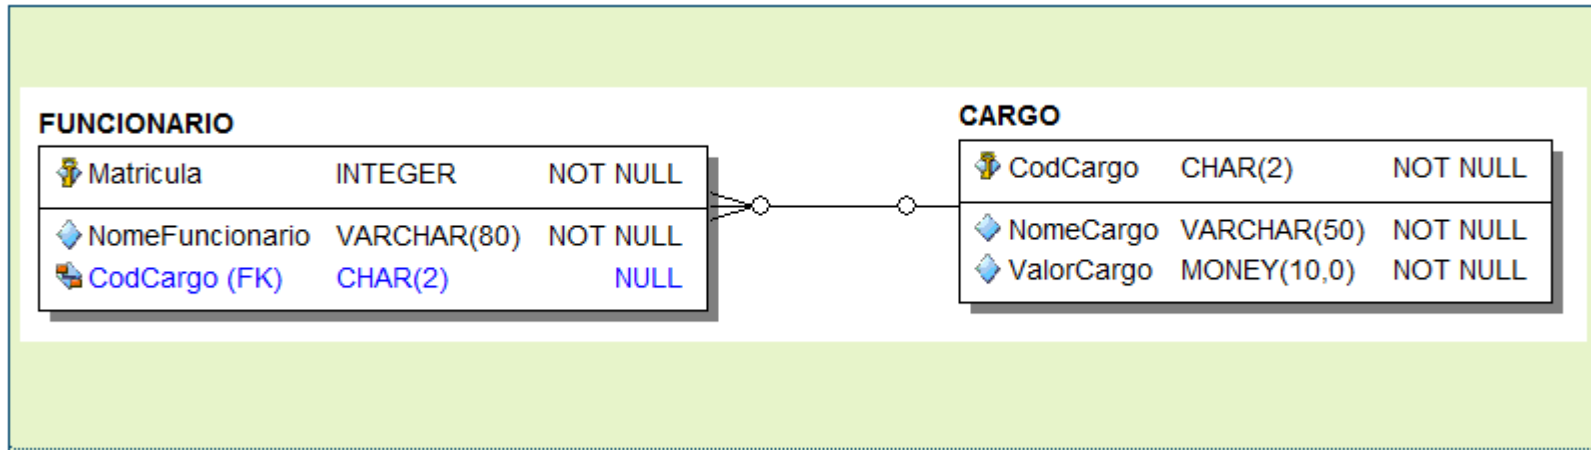 FUNCIONARIO
Matricula INTEGER NOT NULL
NomeFuncionario VARCHAR(80) NOT NULL
CodCargo (FK) CHAR(2) NULL
CARGO
CodCargo CHAR(2) NOT NULL
NomeCargo VARCHAR(50) NOT NULL
ValorCargo MONEY(10,0) NOT NULL